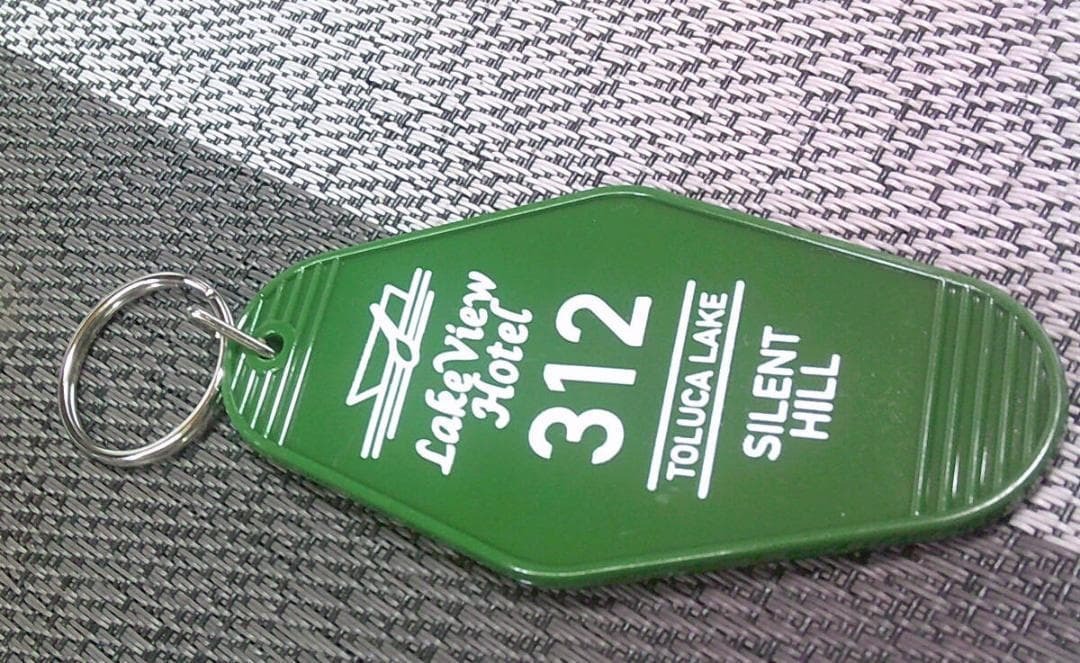 Lake View
Hotel
312
TOLUCA LAKE
SILENT
HILL